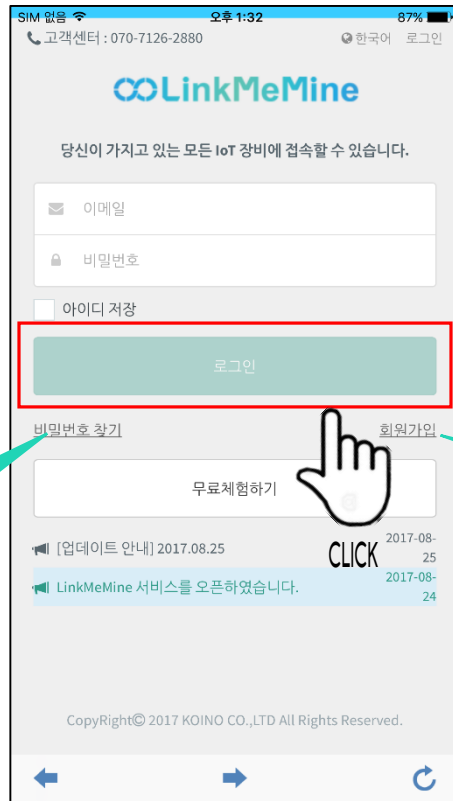 SIM 없음 오후 1:32 87%
고객센터 : 070-7126-2880 한국어 로그인
LinkMeMine
당신이 가지고 있는 모든 IoT 장비에 접속할 수 있습니다.
이메일
비밀번호
아이디 저장
로그인
비밀번호 찾기 회원가입
무료체험하기
CLICK
[업데이트 안내] 2017.08.25 2017-08-
25
LinkMeMine 서비스를 오픈하였습니다. 2017-08-
24
CopyRight© 2017 KOINO CO.,LTD All Rights Reserved.